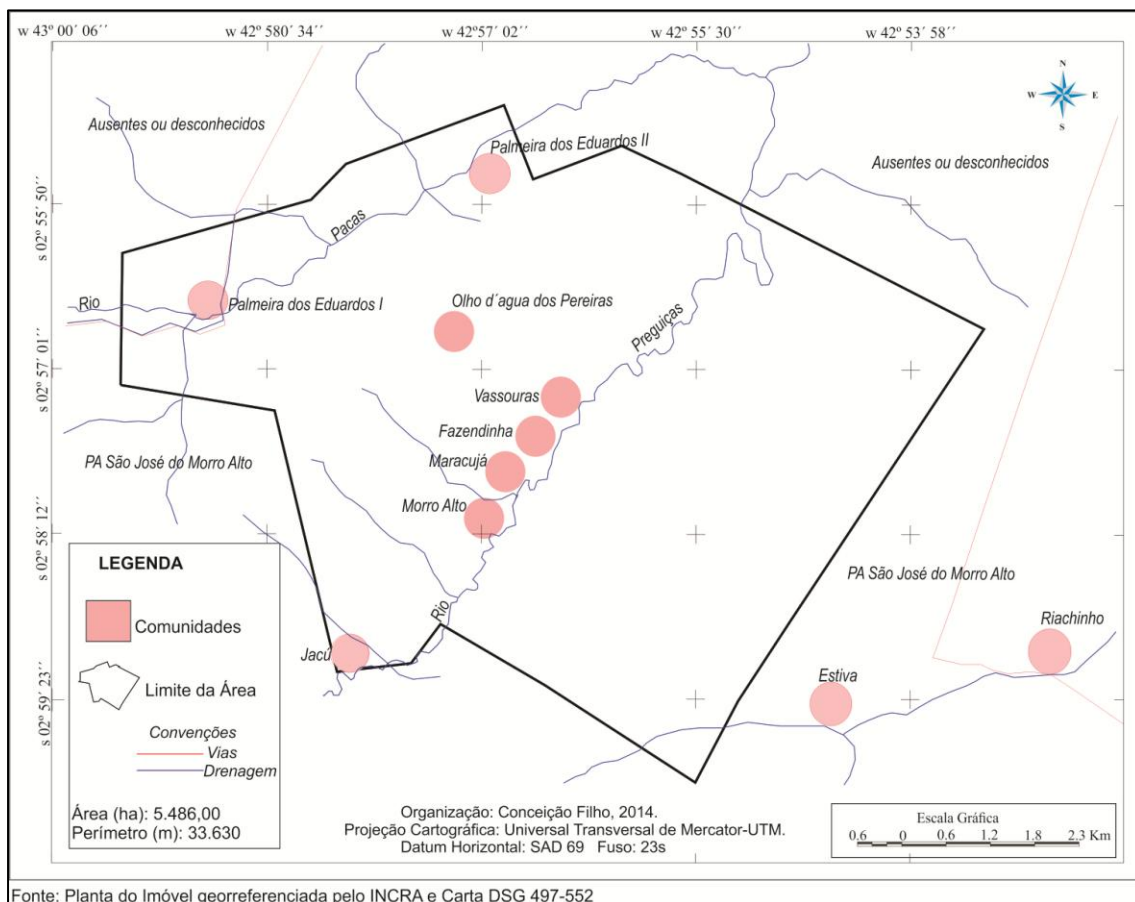 w 43º 00´ 06´´ w 42º 580´ 34´´ w 42º 57´ 02´´ w 42º 55´ 30´´ w 42º 53´ 58´´
N
W E
S
Ausentes ou desconhecidos
Palmeira dos Eduardos II
Ausentes ou desconhecidos
s 02º 55´ 50´´
Pacas
Rio
Palmeira dos Eduardos I
Olho d´agua dos Pereiras
Preguiças
s 02º 57´ 01´´
Vassouras
Fazendinha
PA São José do Morro Alto
Maracujá
Morro Alto
s 02º 58´ 12´´
PA São José do Morro Alto
Rio
Riachinho
Jacú
Estiva
s 02º 59´ 23´´
LEGENDA
Comunidades
Limite da Área
Convenções
Vias
Drenagem
Área (ha): 5.486,00
Perímetro (m): 33.630
Organização: Conceição Filho, 2014.
Projeção Cartográfica: Universal Transversal de Mercator-UTM.
Datum Horizontal: SAD 69 Fuso: 23s
Escala Gráfica
0.6 0 0.6 1.2 1.8 2.3 Km
Fonte: Planta do Imóvel georreferenciada pelo INCRA e Carta DSG 497-552